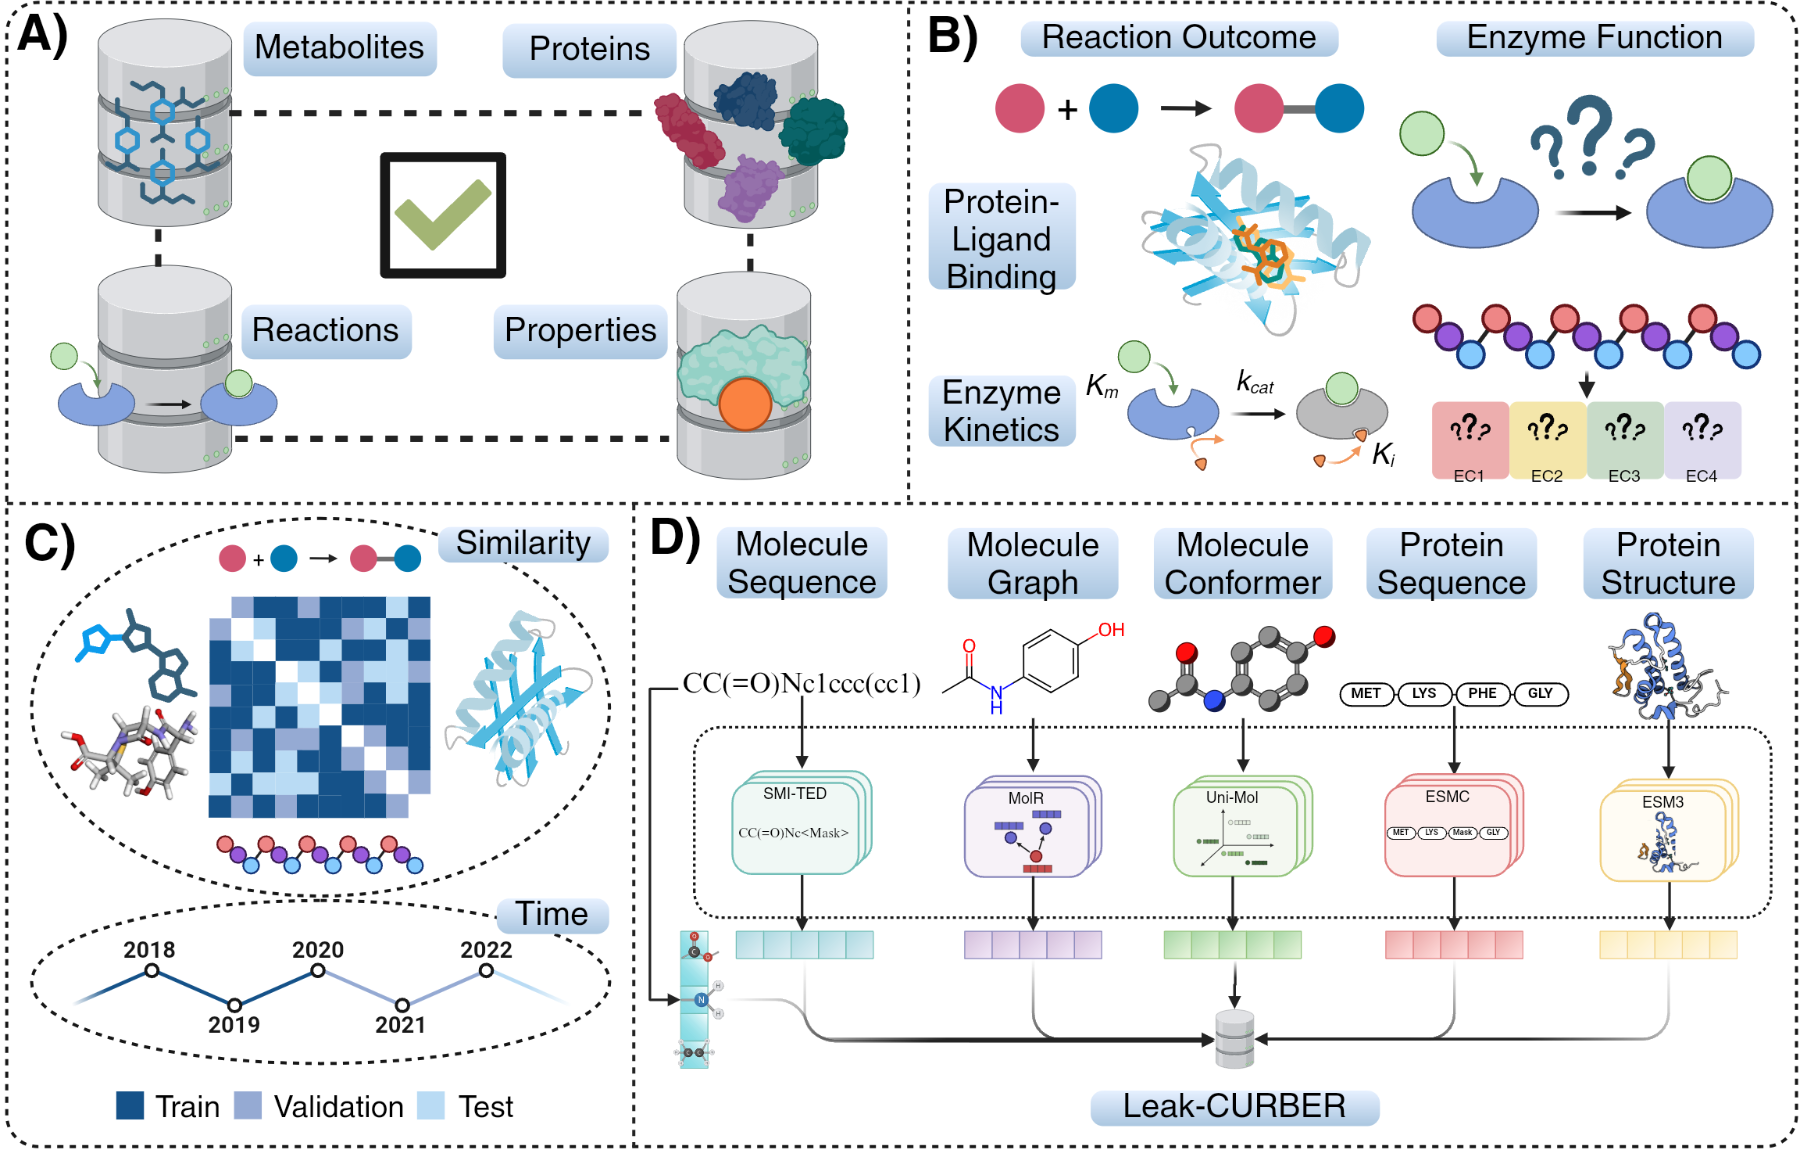 A)
Metabolites
Proteins
Reactions
Properties
B)
Reaction Outcome
Enzyme Function
+
???
Protein-
Ligand
Binding
Enzyme
Kinetics
Km
kcat
Ki
??? ??? ??? ???
EC1 EC2 EC3 EC4
C)
Similarity
+
Time
2018 2020 2022
2019 2021
Train Validation Test
D)
Molecule
Sequence
Molecule
Graph
Molecule
Conformer
Protein
Sequence
Protein
Structure
CC(=O)Nc1ccc(cc1)
O
OH
N
H
MET LYS PHE GLY
SMI-TED
CC(=O)Nc<Mask>
MolR
Uni-Mol
ESMC
MET LYS Mask GLY
ESM3
O
C
O
H
N
H
C C
Leak-CURBER